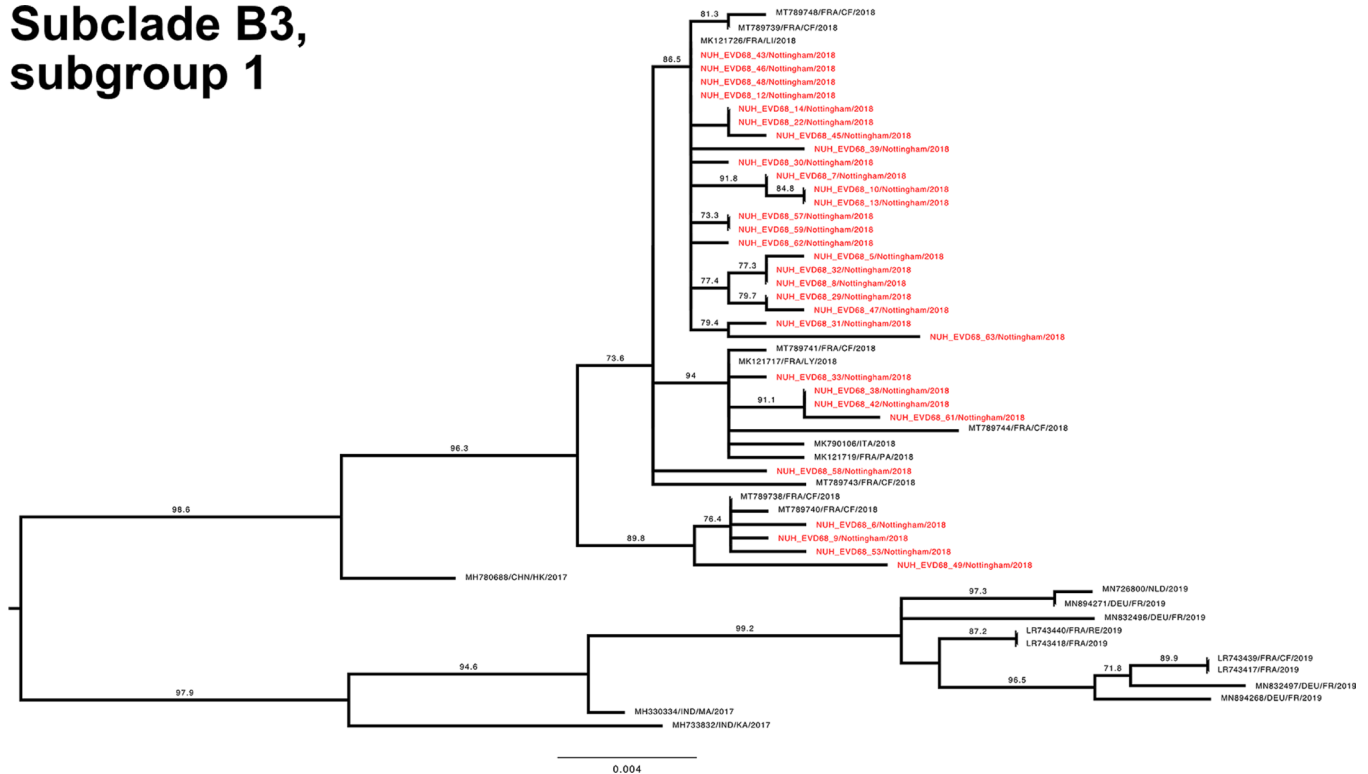 Subclade B3,
subgroup 1
81.3
MT789748/FRA/CF/2018
MT789739/FRA/CF/2018
MK121726/FRA/LI/2018
86.5
NUH_EVD68_43/Nottingham/2018
NUH_EVD68_46/Nottingham/2018
NUH_EVD68_48/Nottingham/2018
NUH_EVD68_12/Nottingham/2018
NUH_EVD68_14/Nottingham/2018
NUH_EVD68_22/Nottingham/2018
NUH_EVD68_45/Nottingham/2018
NUH_EVD68_39/Nottingham/2018
NUH_EVD68_30/Nottingham/2018
91.8
NUH_EVD68_7/Nottingham/2018
84.8
NUH_EVD68_10/Nottingham/2018
NUH_EVD68_13/Nottingham/2018
73.3
NUH_EVD68_57/Nottingham/2018
NUH_EVD68_59/Nottingham/2018
NUH_EVD68_62/Nottingham/2018
NUH_EVD68_5/Nottingham/2018
77.3
NUH_EVD68_32/Nottingham/2018
77.4
NUH_EVD68_8/Nottingham/2018
79.7
NUH_EVD68_29/Nottingham/2018
NUH_EVD68_47/Nottingham/2018
79.4
NUH_EVD68_31/Nottingham/2018
NUH_EVD68_63/Nottingham/2018
73.6
MT789741/FRA/CF/2018
MK121717/FRA/LY/2018
94
NUH_EVD68_33/Nottingham/2018
NUH_EVD68_38/Nottingham/2018
91.1
NUH_EVD68_42/Nottingham/2018
NUH_EVD68_61/Nottingham/2018
MT789744/FRA/CF/2018
MK790106/ITA/2018
96.3
MK121719/FRA/PA/2018
NUH_EVD68_58/Nottingham/2018
MT789743/FRA/CF/2018
MT789738/FRA/CF/2018
98.6
MT789740/FRA/CF/2018
76.4
NUH_EVD68_6/Nottingham/2018
89.8
NUH_EVD68_9/Nottingham/2018
NUH_EVD68_53/Nottingham/2018
NUH_EVD68_49/Nottingham/2018
MH780688/CHN/HK/2017
97.3
MN726800/NLD/2019
MN894271/DEU/FR/2019
MN832496/DEU/FR/2019
99.2
87.2
LR743440/FRA/RE/2019
LR743418/FRA/2019
94.6
89.9
LR743439/FRA/CF/2019
71.8
LR743417/FRA/2019
97.9
96.5
MN832497/DEU/FR/2019
MN894268/DEU/FR/2019
MH330334/IND/MA/2017
MH733832/IND/KA/2017
0.004